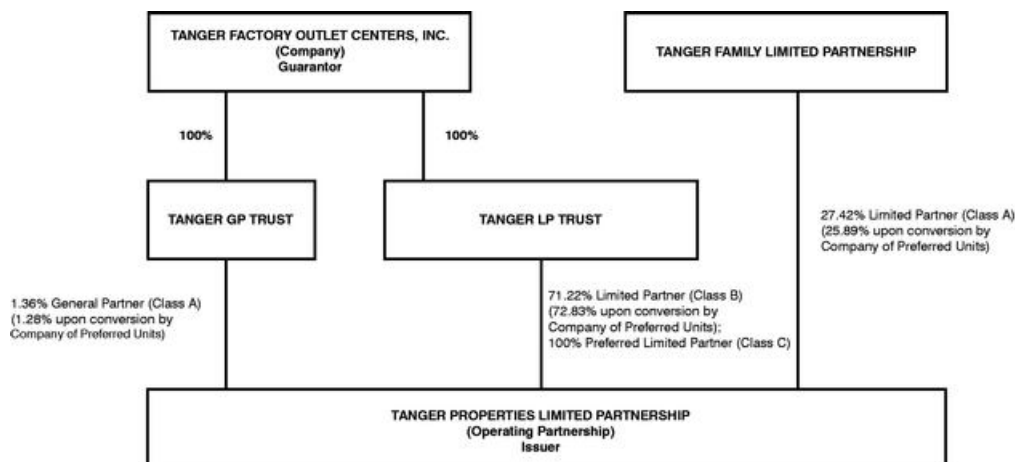 TANGER FACTORY OUTLET CENTERS, INC.
(Company)
Guarantor
TANGER FAMILY LIMITED PARTNERSHIP
100%
100%
TANGER GP TRUST
TANGER LP TRUST
27.42% Limited Partner (Class A)
(25.89% upon conversion by
Company of Preferred Units)
1.36% General Partner (Class A)
(1.28% upon conversion by
Company of Preferred Units)
71.22% Limited Partner (Class B)
(72.83% upon conversion by
Company of Preferred Units);
100% Preferred Limited Partner (Class C)
TANGER PROPERTIES LIMITED PARTNERSHIP
(Operating Partnership)
Issuer